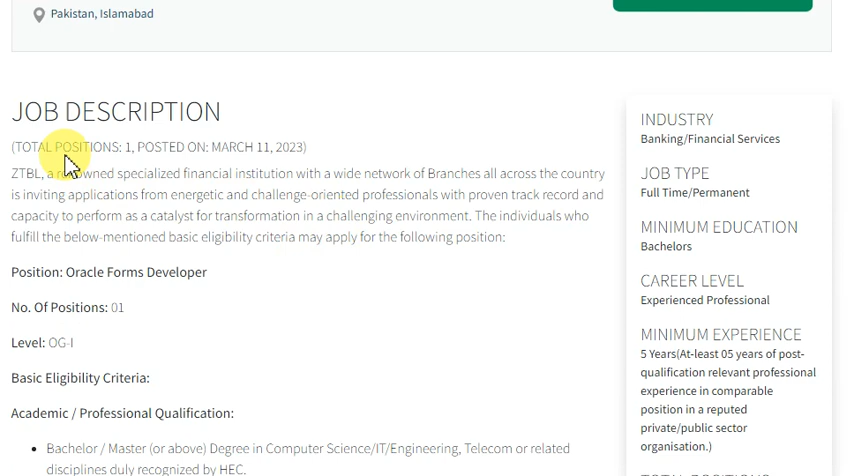 Pakistan, Islamabad
JOB DESCRIPTION
(TOTAL POSITIONS: 1, POSTED ON: MARCH 11, 2023)
ZTBL, a renowned specialized financial institution with a wide network of Branches all across the country
is inviting applications from energetic and challenge-oriented professionals with proven track record and
capacity to perform as a catalyst for transformation in a challenging environment. The individuals who
fulfill the below-mentioned basic eligibility criteria may apply for the following position:
Position: Oracle Forms Developer
No. Of Positions: 01
Level: OG-I
Basic Eligibility Criteria:
Academic / Professional Qualification:
• Bachelor / Master (or above) Degree in Computer Science/IT/Engineering, Telecom or related
disciplines duly recognized by HEC.
INDUSTRY
Banking/Financial Services
JOB TYPE
Full Time/Permanent
MINIMUM EDUCATION
Bachelors
CAREER LEVEL
Experienced Professional
MINIMUM EXPERIENCE
5 Years(At-least 05 years of post-
qualification relevant professional
experience in comparable
position in a reputed
private/public sector
organisation.)